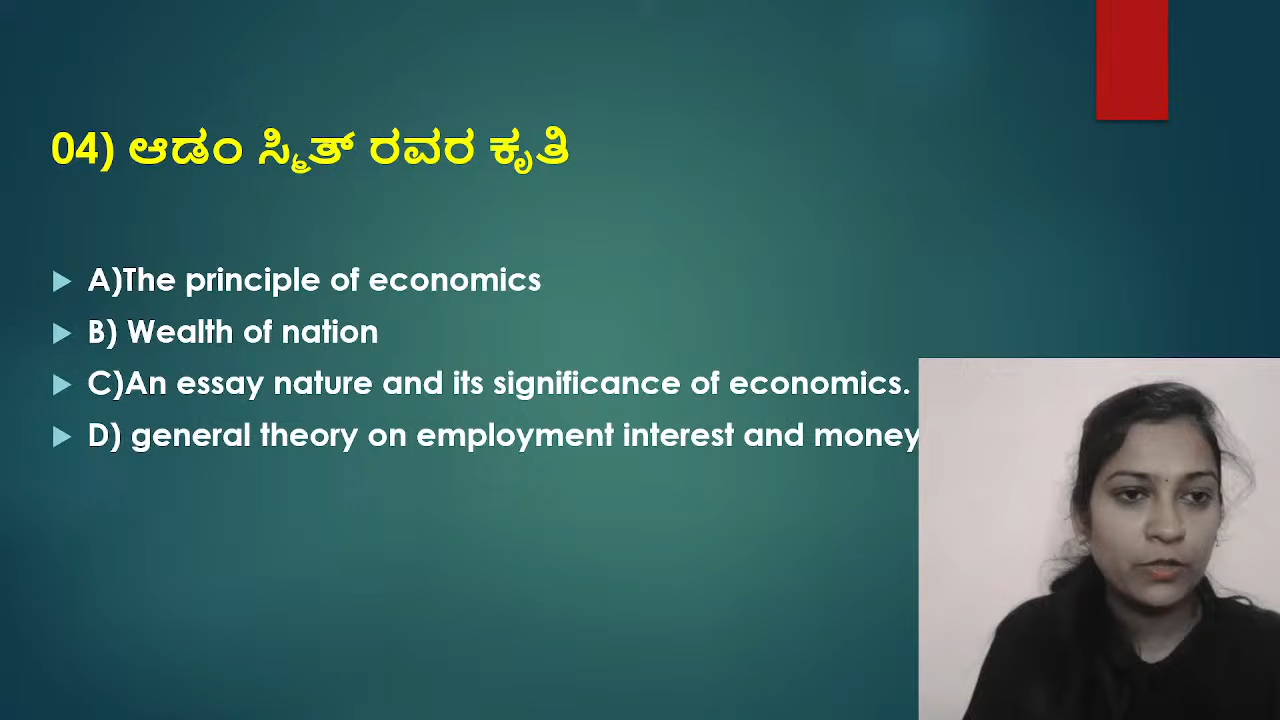 04) ಆಡಂ ಸ್ಮಿತ್ ರವರ ಕೃತಿ
A)The principle of economics
B) Wealth of nation
C)An essay nature and its significance of economics.
D) general theory on employment interest and money